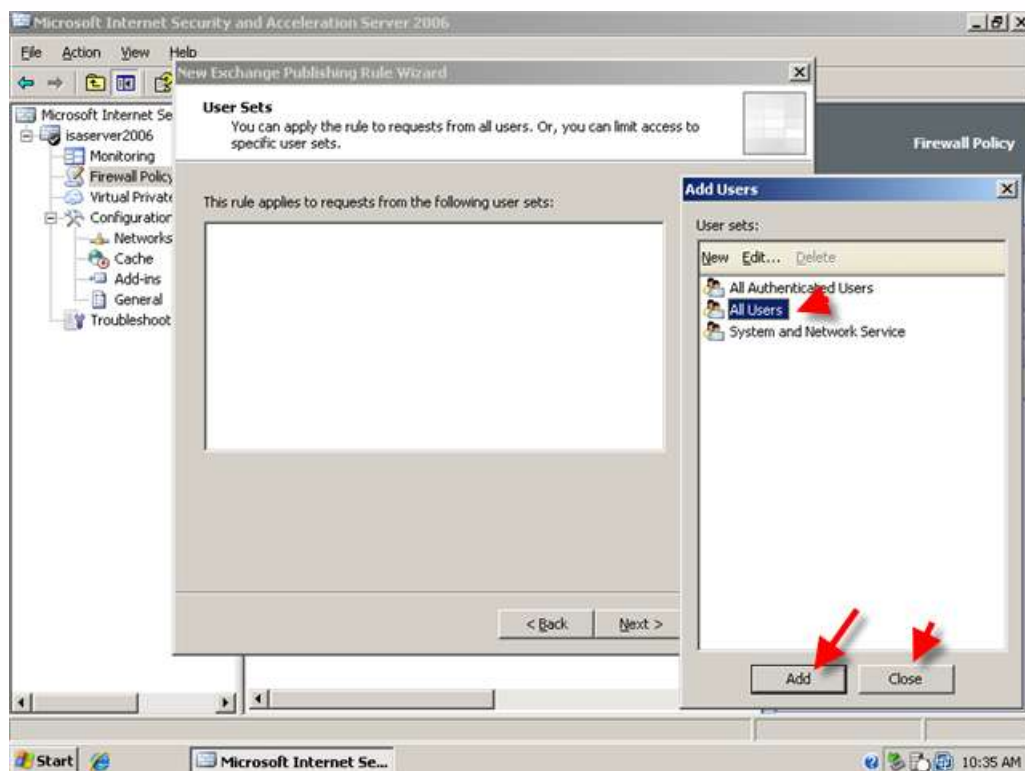 Microsoft Internet Security and Acceleration Server 2006
File Action View Help
New Exchange Publishing Rule Wizard
User Sets
You can apply the rule to requests from all users. Or, you can limit access to
specific user sets.
This rule applies to requests from the following user sets:
< Back Next >
Microsoft Internet Se
isaserver2006
Monitoring
Firewall Policy
Virtual Private
Configuration
Networks
Cache
Add-ins
General
Troubleshoot
Firewall Policy
Add Users
User sets:
New Edit... Delete
All Authenticated Users
All Users
System and Network Service
Add Close
Start
Microsoft Internet Se...
10:35 AM